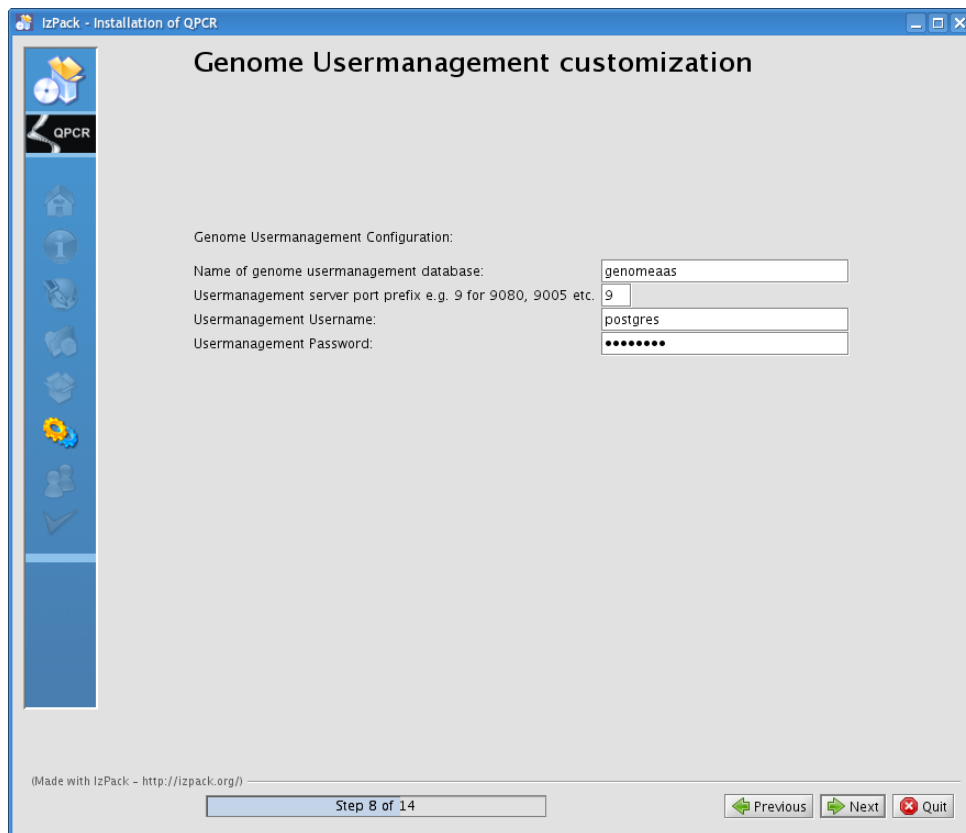 IzPack - Installation of QPCR
Genome Usermanagement customization
QPCR
Genome Usermanagement Configuration:
Name of genome usermanagement database: genomeaas
Usermanagement server port prefix e.g. 9 for 9080, 9005 etc. 9
Usermanagement Username: postgres
Usermanagement Password: ••••••••
(Made with IzPack - http://izpack.org/)
Step 8 of 14 Previous Next Quit